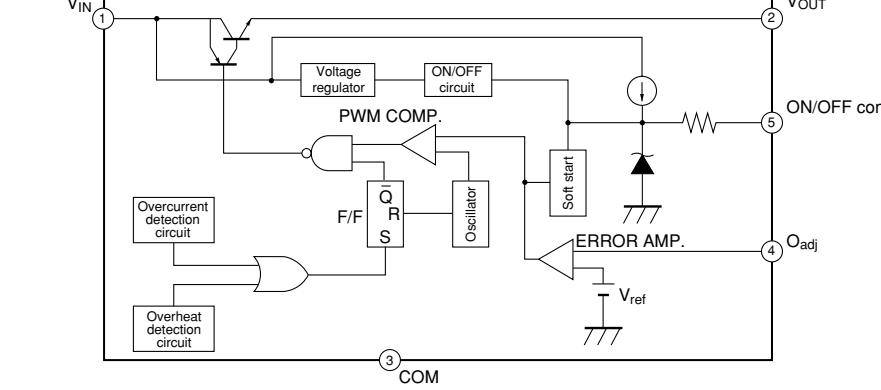 VIN
1
2
VOUT
Voltage
regulator
ON/OFF
circuit
PWM COMP.
5
ON/OFF cor
Soft start
Oscillator
Q̅
F/F
R
S
Overcurrent
detection
circuit
ERROR AMP.
4
Oadj
Vref
Overheat
detection
circuit
3
COM